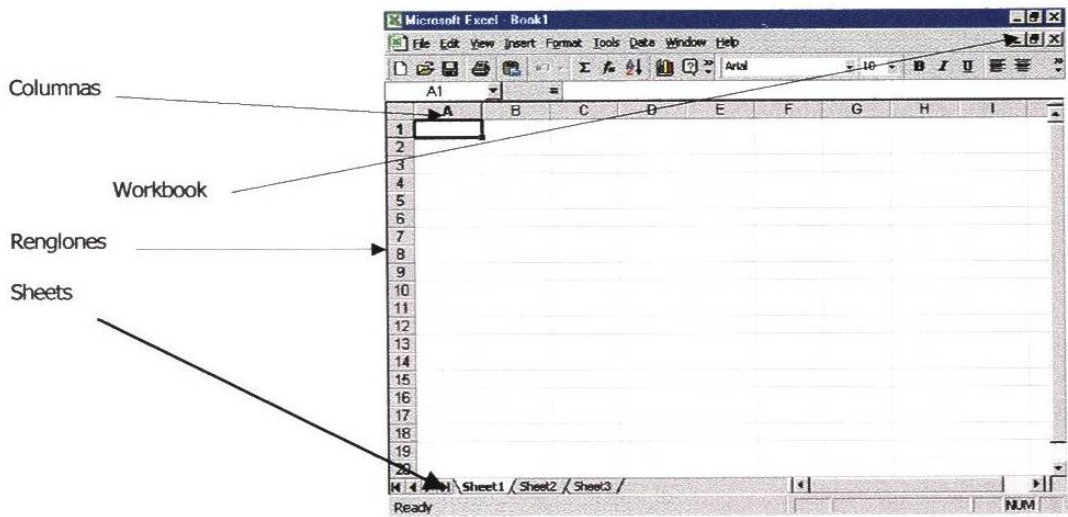 Microsoft Excel - Book1
File Edit View Insert Format Tools Data Window Help
Arial 10 B I U
A1 =
Columnas
A B C D E F G H I
1
2
3
4
Workbook
5
6
7
Renglones
8
9
Sheets
10
11
12
13
14
15
16
17
18
19
20
Sheet1 Sheet2 Sheet3
Ready NUM